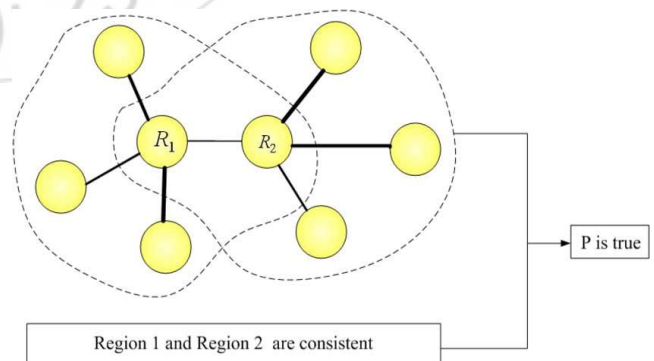 R1
R2
P is true
Region 1 and Region 2 are consistent